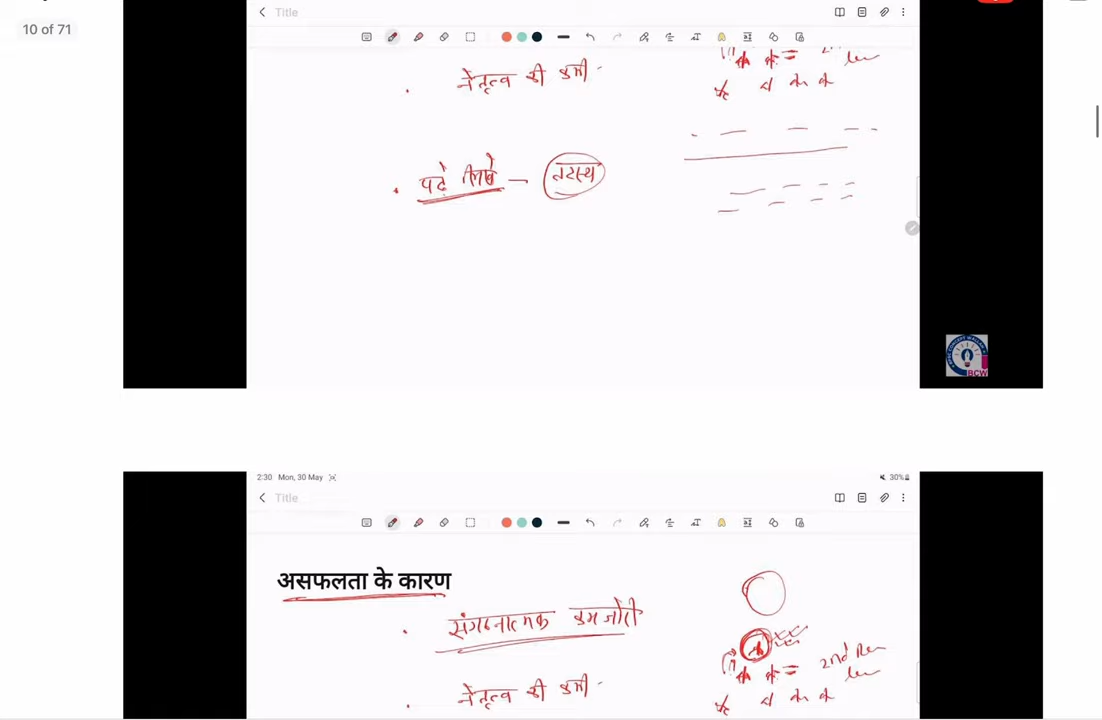 10 of 71
Title
नेतृत्व की कमी
पढे लिखे – तटस्थ
BCW
2:30 Mon, 30 May
30%
Title
असफलता के कारण
संगठनात्मक कमजोरी
2nd
नेतृत्व की कमी